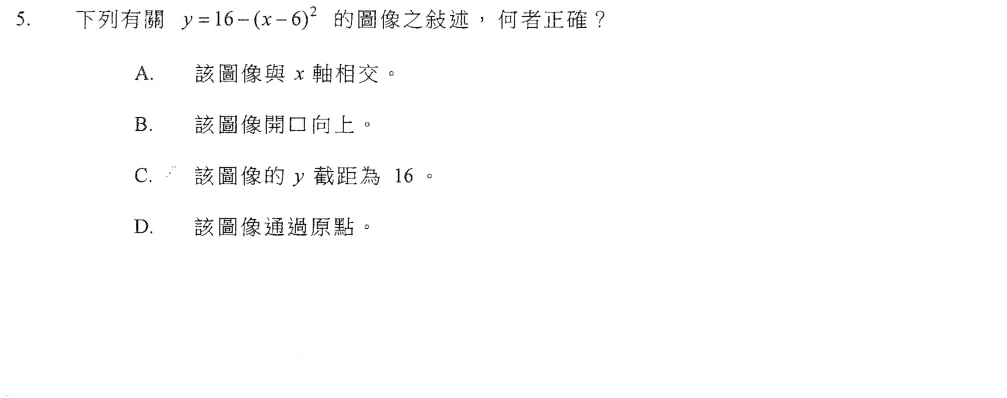 5. 下列有關 y=16−(x−6)² 的圖像之敍述，何者正確？
A. 該圖像與 x 軸相交。
B. 該圖像開口向上。
C. 該圖像的 y 截距為 16 。
D. 該圖像通過原點。